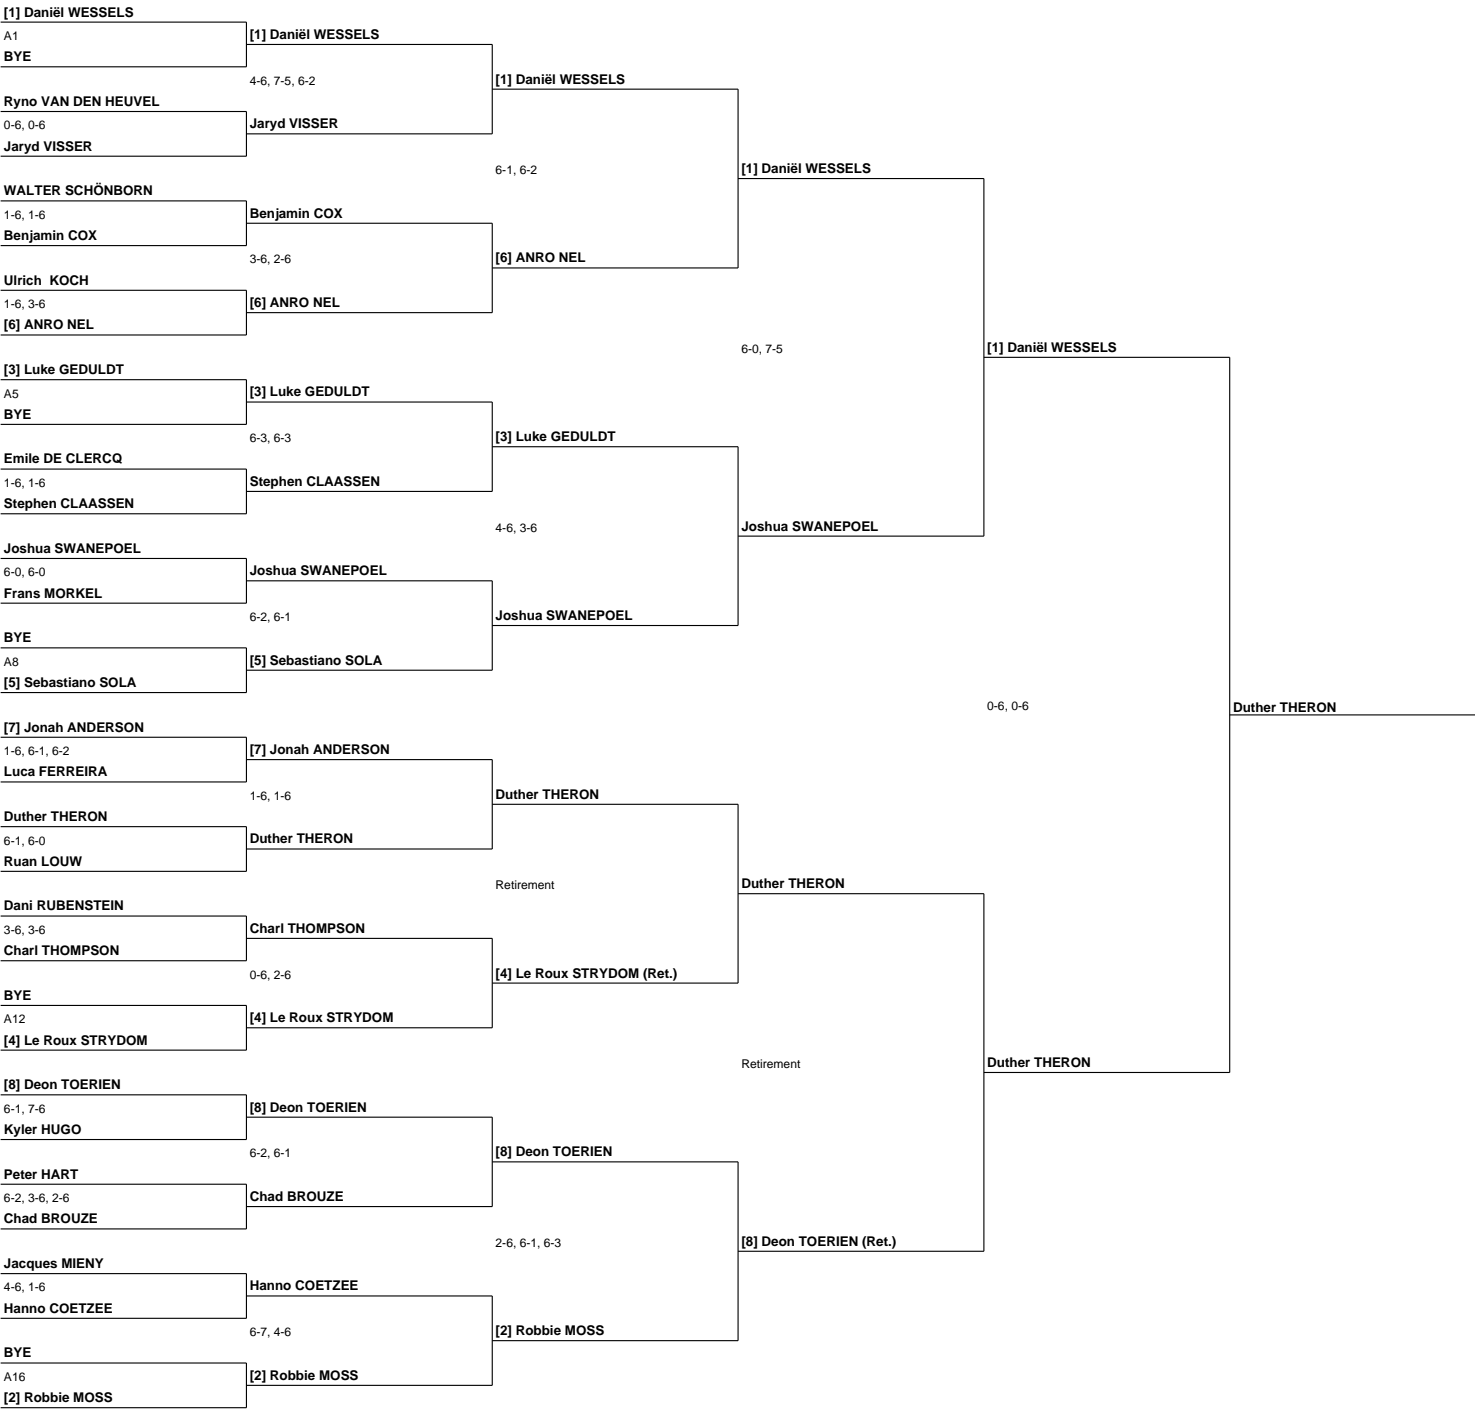 [1] Daniël WESSELS
A1
BYE
Ryno VAN DEN HEUVEL
0-6, 0-6
Jaryd VISSER
WALTER SCHÖNBORN
1-6, 1-6
Benjamin COX
Ulrich  KOCH
1-6, 3-6
[6] ANRO NEL
[3] Luke GEDULDT
A5
BYE
Emile DE CLERCQ
1-6, 1-6
Stephen CLAASSEN
Joshua SWANEPOEL
6-0, 6-0
Frans MORKEL
BYE
A8
[5] Sebastiano SOLA
[7] Jonah ANDERSON
1-6, 6-1, 6-2
Luca FERREIRA
Duther THERON
6-1, 6-0
Ruan LOUW
Dani RUBENSTEIN
3-6, 3-6
Charl THOMPSON
BYE
A12
[4] Le Roux STRYDOM
[8] Deon TOERIEN
6-1, 7-6
Kyler HUGO
Peter HART
6-2, 3-6, 2-6
Chad BROUZE
Jacques MIENY
4-6, 1-6
Hanno COETZEE
BYE
A16
[2] Robbie MOSS
[1] Daniël WESSELS
4-6, 7-5, 6-2
Jaryd VISSER
Benjamin COX
3-6, 2-6
[6] ANRO NEL
[3] Luke GEDULDT
6-3, 6-3
Stephen CLAASSEN
Joshua SWANEPOEL
6-2, 6-1
[5] Sebastiano SOLA
[7] Jonah ANDERSON
1-6, 1-6
Duther THERON
Charl THOMPSON
0-6, 2-6
[4] Le Roux STRYDOM
[8] Deon TOERIEN
6-2, 6-1
Chad BROUZE
Hanno COETZEE
6-7, 4-6
[2] Robbie MOSS
[1] Daniël WESSELS
6-1, 6-2
[6] ANRO NEL
[3] Luke GEDULDT
4-6, 3-6
Joshua SWANEPOEL
Duther THERON
Retirement
[4] Le Roux STRYDOM (Ret.)
[8] Deon TOERIEN
2-6, 6-1, 6-3
[2] Robbie MOSS
[1] Daniël WESSELS
6-0, 7-5
Joshua SWANEPOEL
Duther THERON
Retirement
[8] Deon TOERIEN (Ret.)
[1] Daniël WESSELS
0-6, 0-6
Duther THERON
Duther THERON